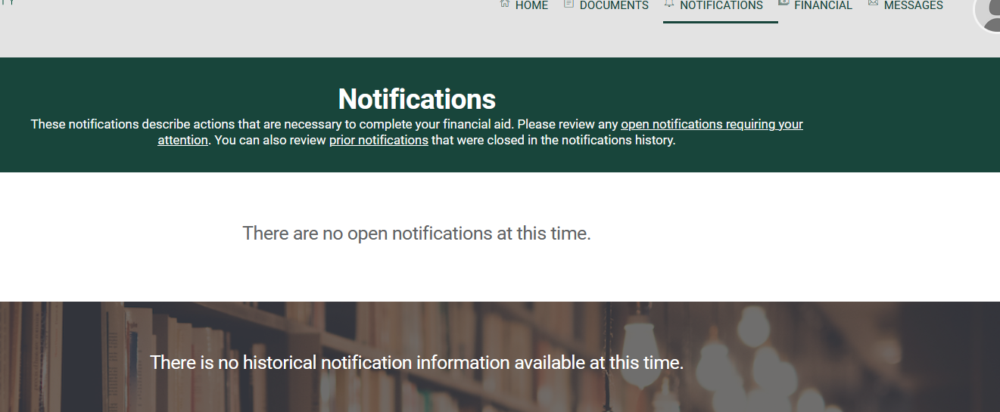 TY
HOME DOCUMENTS NOTIFICATIONS FINANCIAL MESSAGES
Notifications
These notifications describe actions that are necessary to complete your financial aid. Please review any open notifications requiring your
attention. You can also review prior notifications that were closed in the notifications history.
There are no open notifications at this time.
There is no historical notification information available at this time.